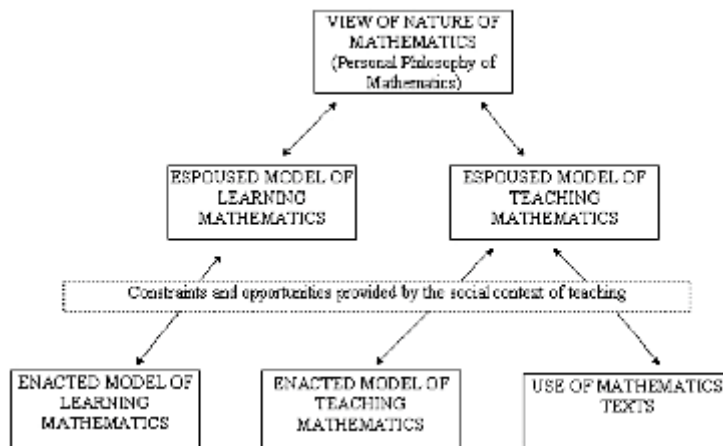 VIEW OF NATURE OF
MATHEMATICS
(Personal Philosophy of
Mathematics)
ESPOUSED MODEL OF
LEARNING
MATHEMATICS
ESPOUSED MODEL OF
TEACHING
MATHEMATICS
Constraints and opportunities provided by the social context of teaching
ENACTED MODEL OF
LEARNING
MATHEMATICS
ENACTED MODEL OF
TEACHING
MATHEMATICS
USE OF MATHEMATICS
TEXTS